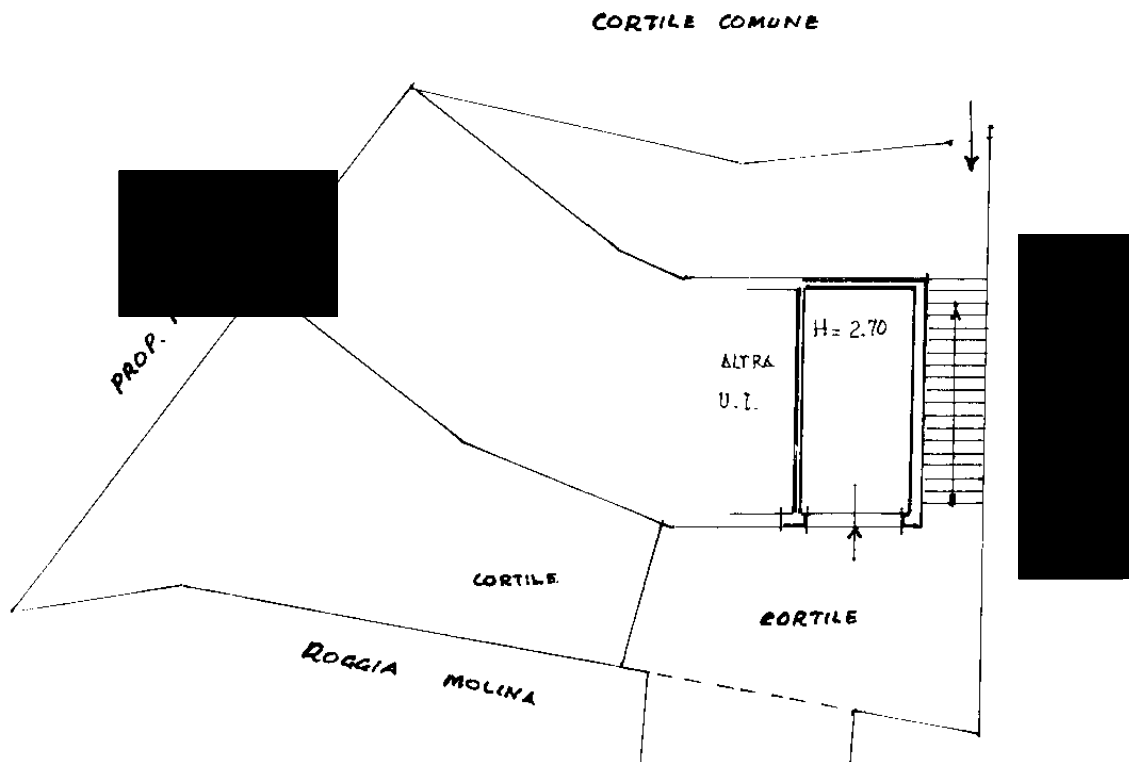 CORTILE COMUNE
PROP.
H= 2.70
ALTRA
U.I.
CORTILE
CORTILE
ROGGIA MOLINA